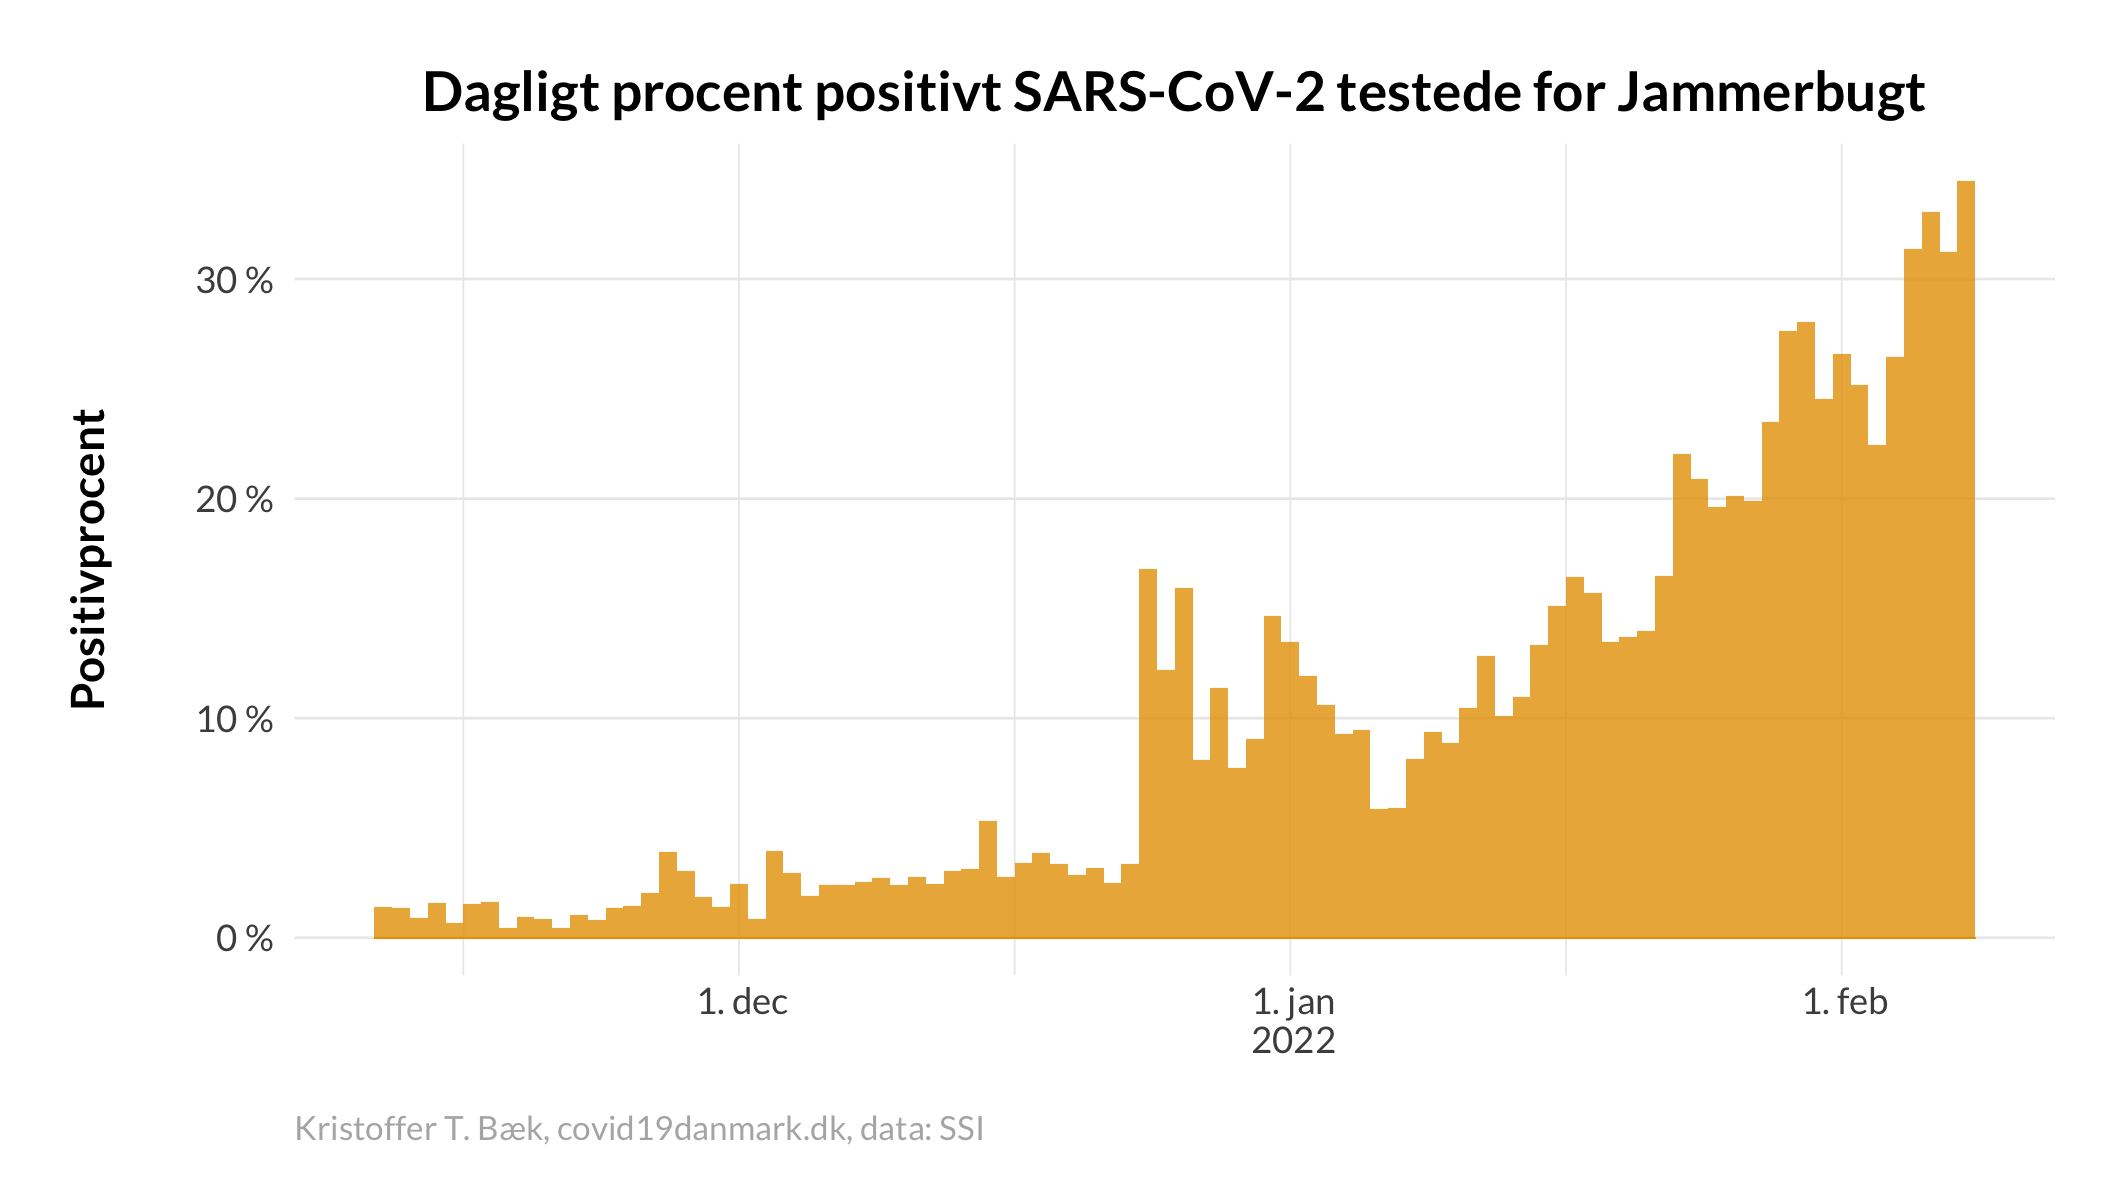 Dagligt procent positivt SARS-CoV-2 testede for Jammerbugt
Positivprocent
30 %
20 %
10 %
0 %
1. dec
1. jan
2022
1. feb
Kristoffer T. Bæk, covid19danmark.dk, data: SSI